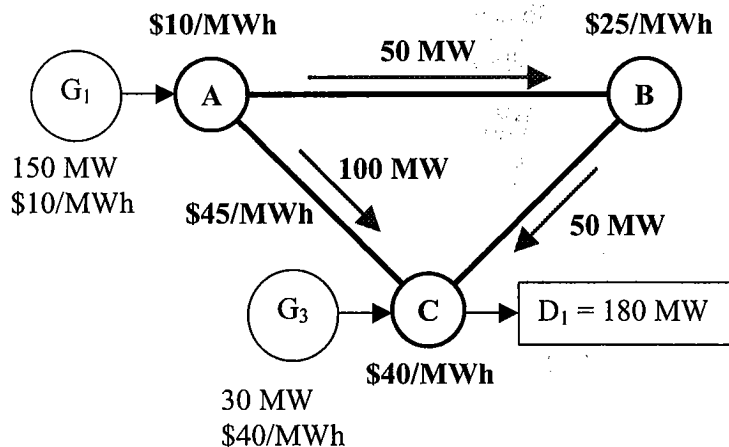 $10/MWh
$25/MWh
50 MW
G₁
A
B
150 MW
$10/MWh
100 MW
$45/MWh
50 MW
G₃
C
D₁ = 180 MW
$40/MWh
30 MW
$40/MWh